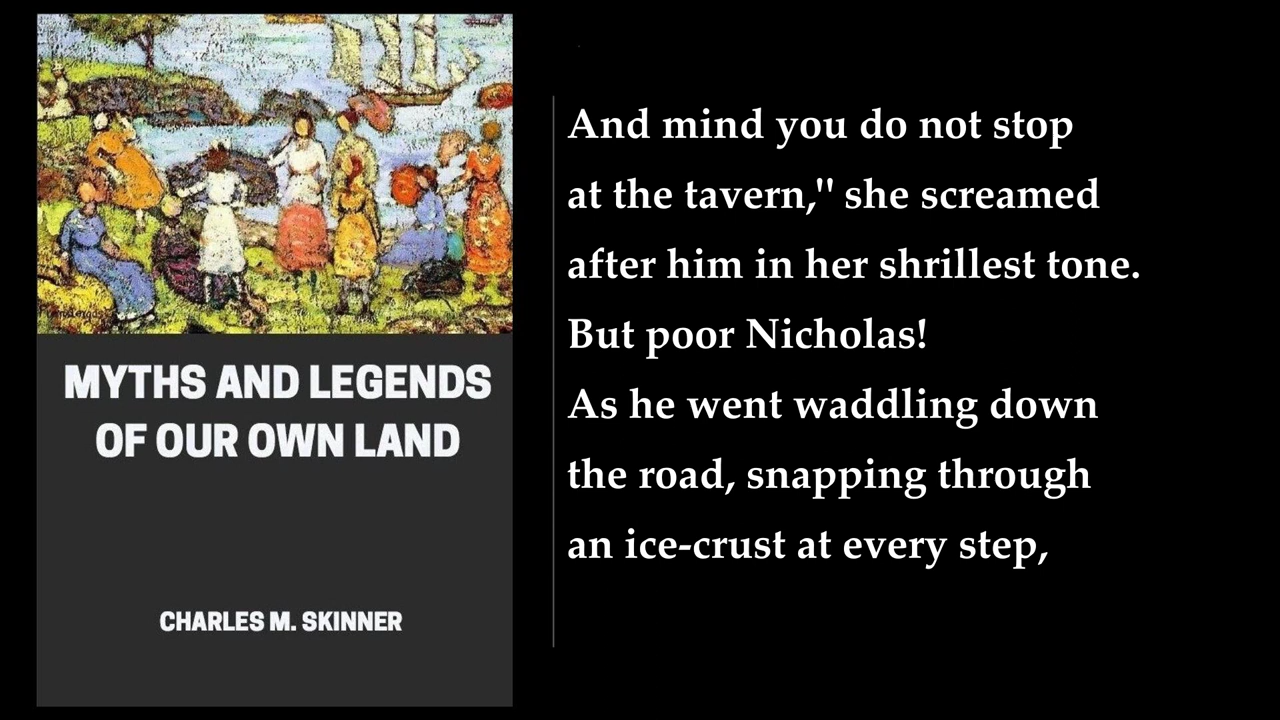 MYTHS AND LEGENDS
OF OUR OWN LAND
CHARLES M. SKINNER
And mind you do not stop
at the tavern," she screamed
after him in her shrillest tone.
But poor Nicholas!
As he went waddling down
the road, snapping through
an ice-crust at every step,